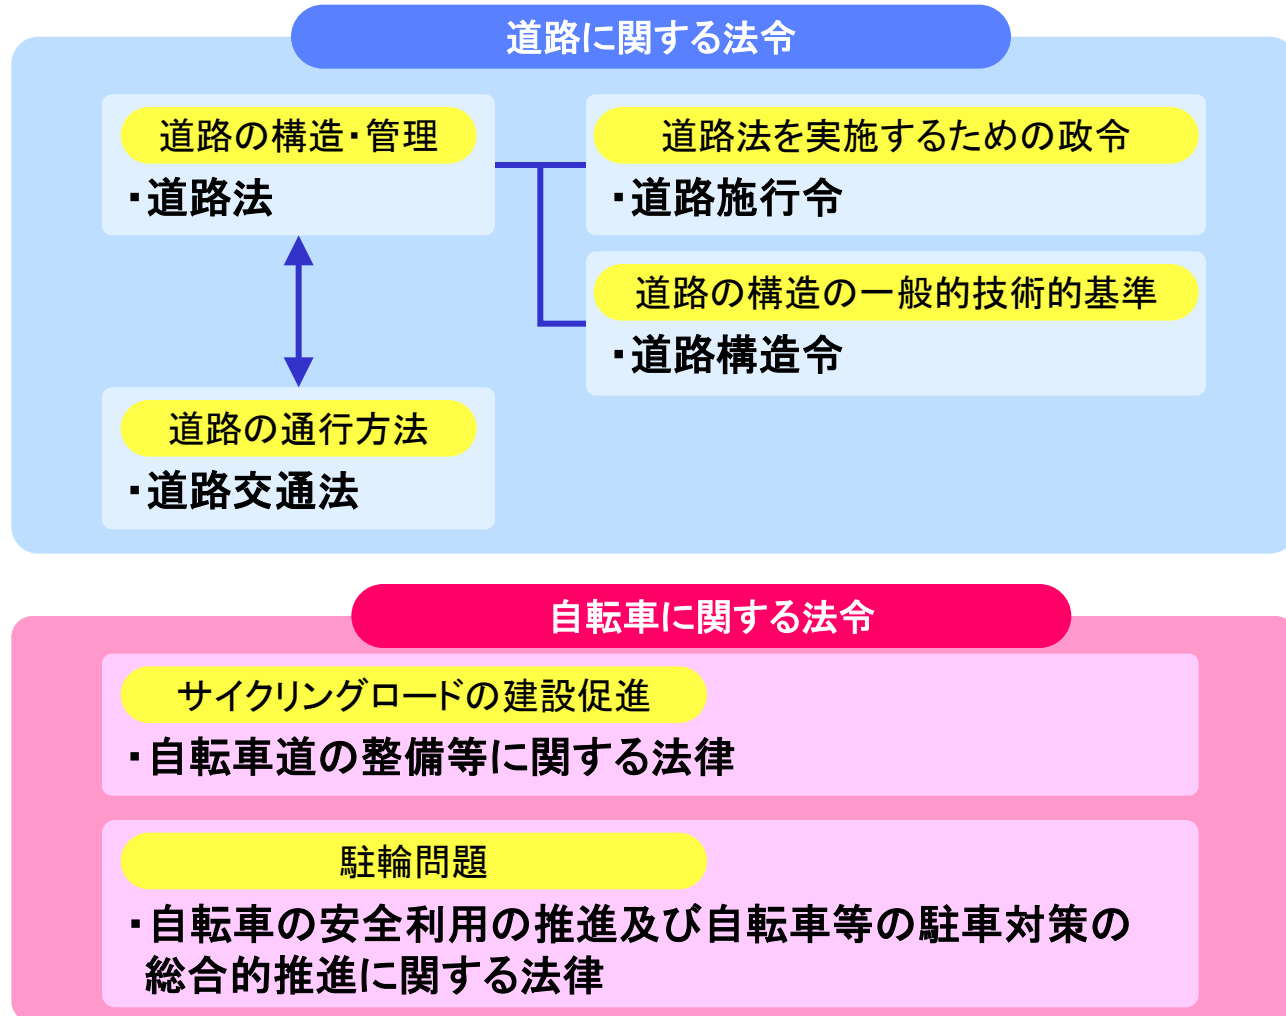 道路に関する法令
道路の構造・管理
・道路法
道路法を実施するための政令
・道路施行令
道路の構造の一般的技術的基準
・道路構造令
道路の通行方法
・道路交通法
自転車に関する法令
サイクリングロードの建設促進
・自転車道の整備等に関する法律
駐輪問題
・自転車の安全利用の推進及び自転車等の駐車対策の
総合的推進に関する法律